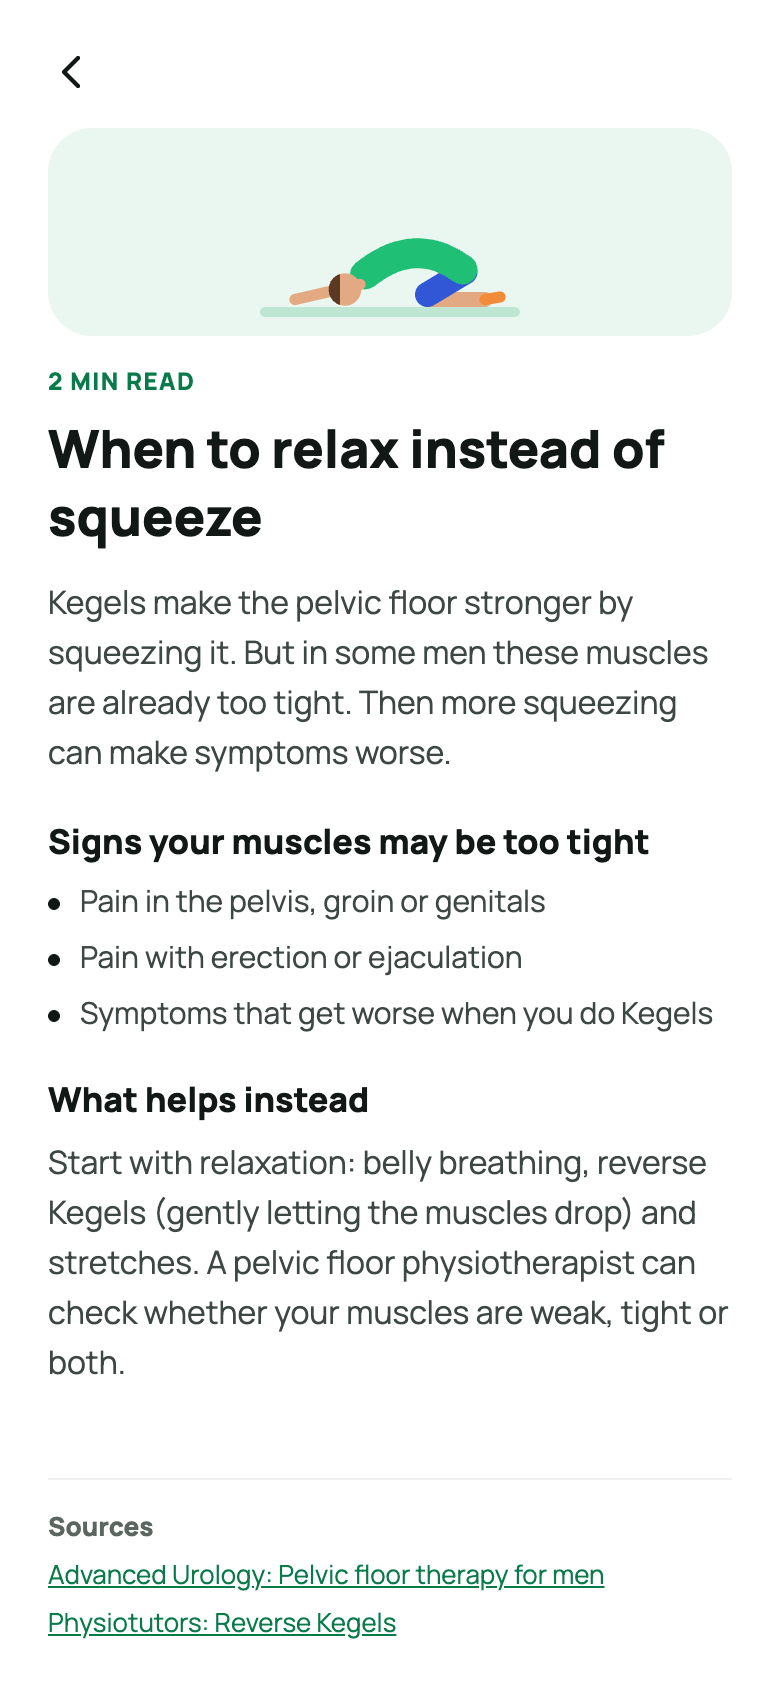 2 MIN READ
When to relax instead of
squeeze
Kegels make the pelvic floor stronger by
squeezing it. But in some men these muscles
are already too tight. Then more squeezing
can make symptoms worse.
Signs your muscles may be too tight
Pain in the pelvis, groin or genitals
Pain with erection or ejaculation
Symptoms that get worse when you do Kegels
What helps instead
Start with relaxation: belly breathing, reverse
Kegels (gently letting the muscles drop) and
stretches. A pelvic floor physiotherapist can
check whether your muscles are weak, tight or
both.
Sources
Advanced Urology: Pelvic floor therapy for men
Physiotutors: Reverse Kegels